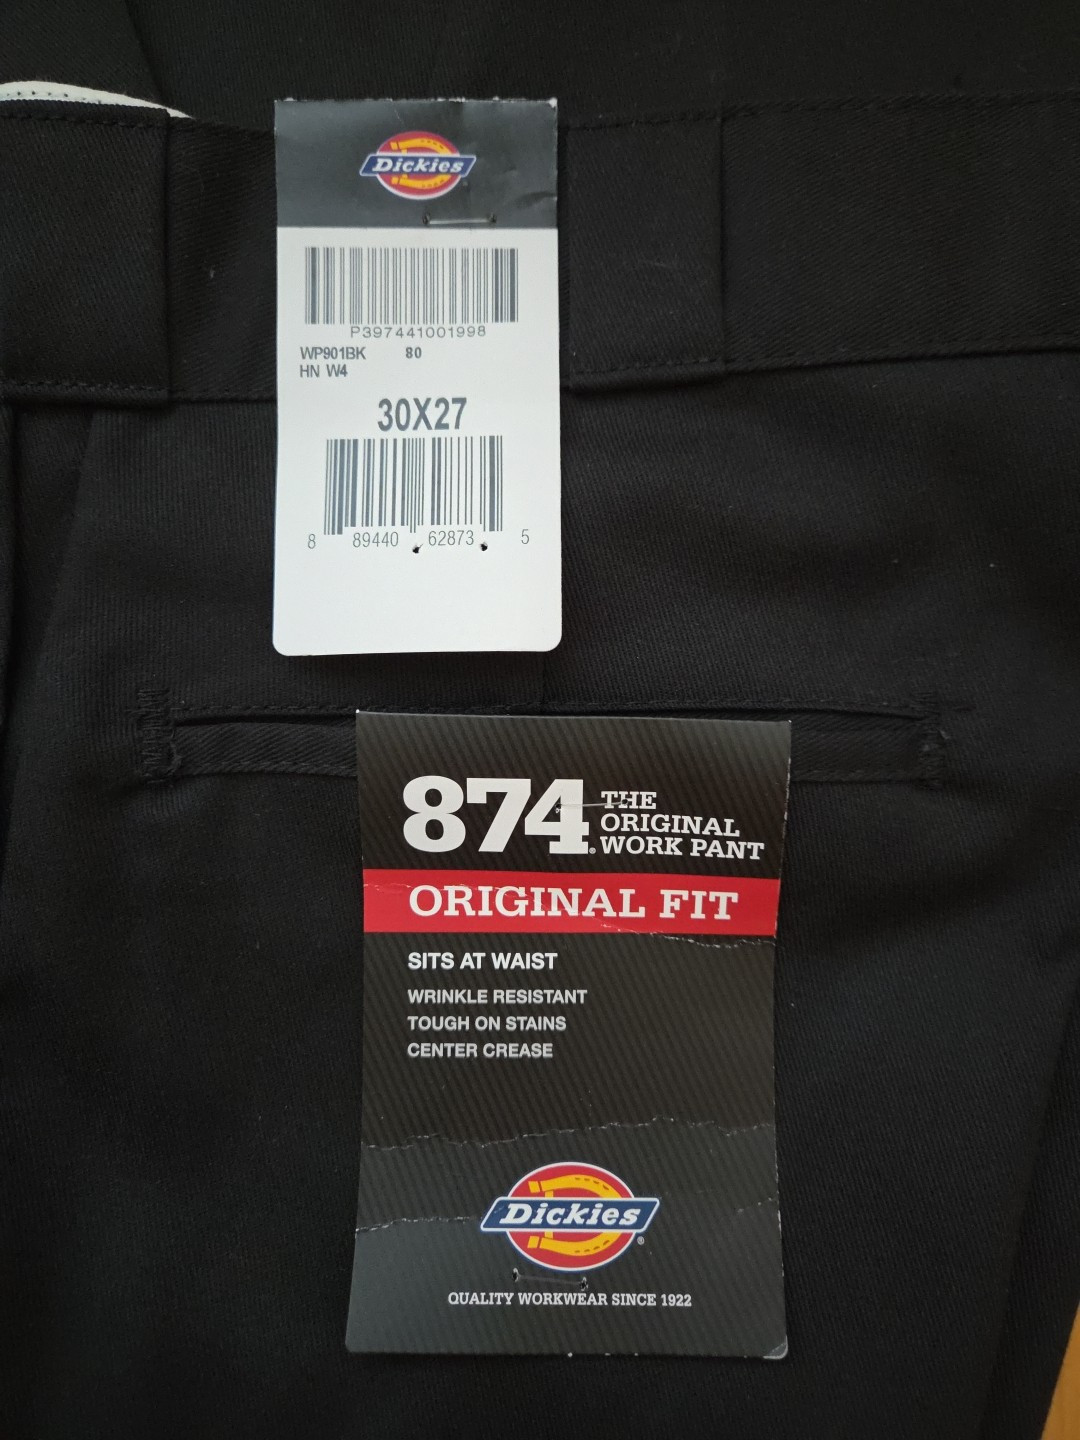 Dickies
P397441001998
WP901BK 80
HN W4
30X27
8 89440 62873 5
874® THE
ORIGINAL
WORK PANT
ORIGINAL FIT
SITS AT WAIST
WRINKLE RESISTANT
TOUGH ON STAINS
CENTER CREASE
Dickies®
QUALITY WORKWEAR SINCE 1922